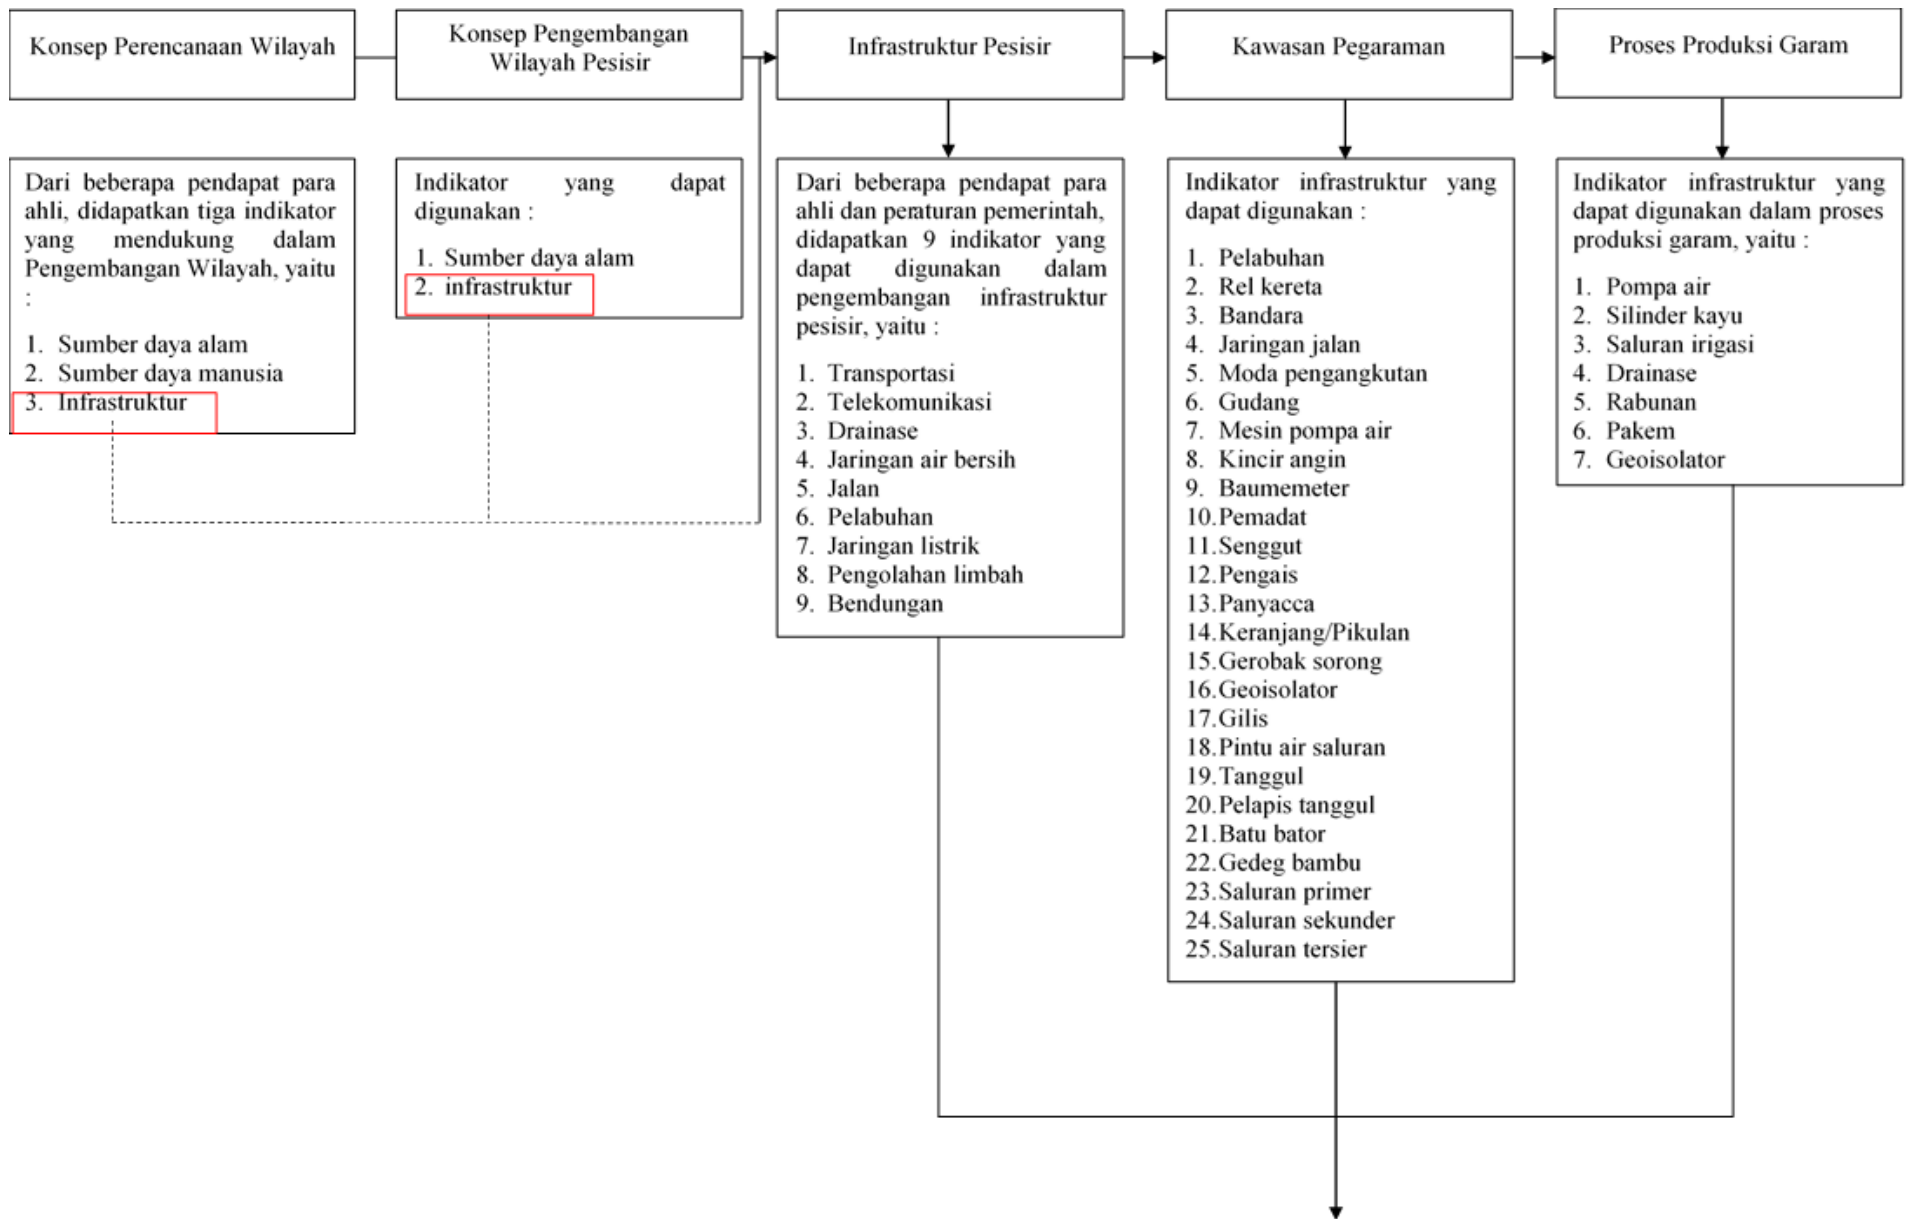 Konsep Perencanaan Wilayah
Konsep Pengembangan
Wilayah Pesisir
Infrastruktur Pesisir
Kawasan Pegaraman
Proses Produksi Garam
Dari beberapa pendapat para
ahli, didapatkan tiga indikator
yang mendukung dalam
Pengembangan Wilayah, yaitu
:
1. Sumber daya alam
2. Sumber daya manusia
3. Infrastruktur
Indikator yang dapat
digunakan :
1. Sumber daya alam
2. infrastruktur
Dari beberapa pendapat para
ahli dan peraturan pemerintah,
didapatkan 9 indikator yang
dapat digunakan dalam
pengembangan infrastruktur
pesisir, yaitu :
1. Transportasi
2. Telekomunikasi
3. Drainase
4. Jaringan air bersih
5. Jalan
6. Pelabuhan
7. Jaringan listrik
8. Pengolahan limbah
9. Bendungan
Indikator infrastruktur yang
dapat digunakan :
1. Pelabuhan
2. Rel kereta
3. Bandara
4. Jaringan jalan
5. Moda pengangkutan
6. Gudang
7. Mesin pompa air
8. Kincir angin
9. Baumemeter
10.Pemadat
11.Senggut
12.Pengais
13.Panyacca
14.Keranjang/Pikulan
15.Gerobak sorong
16.Geoisolator
17.Gilis
18.Pintu air saluran
19.Tanggul
20.Pelapis tanggul
21.Batu bator
22.Gedeg bambu
23.Saluran primer
24.Saluran sekunder
25.Saluran tersier
Indikator infrastruktur yang
dapat digunakan dalam proses
produksi garam, yaitu :
1. Pompa air
2. Silinder kayu
3. Saluran irigasi
4. Drainase
5. Rabunan
6. Pakem
7. Geoisolator